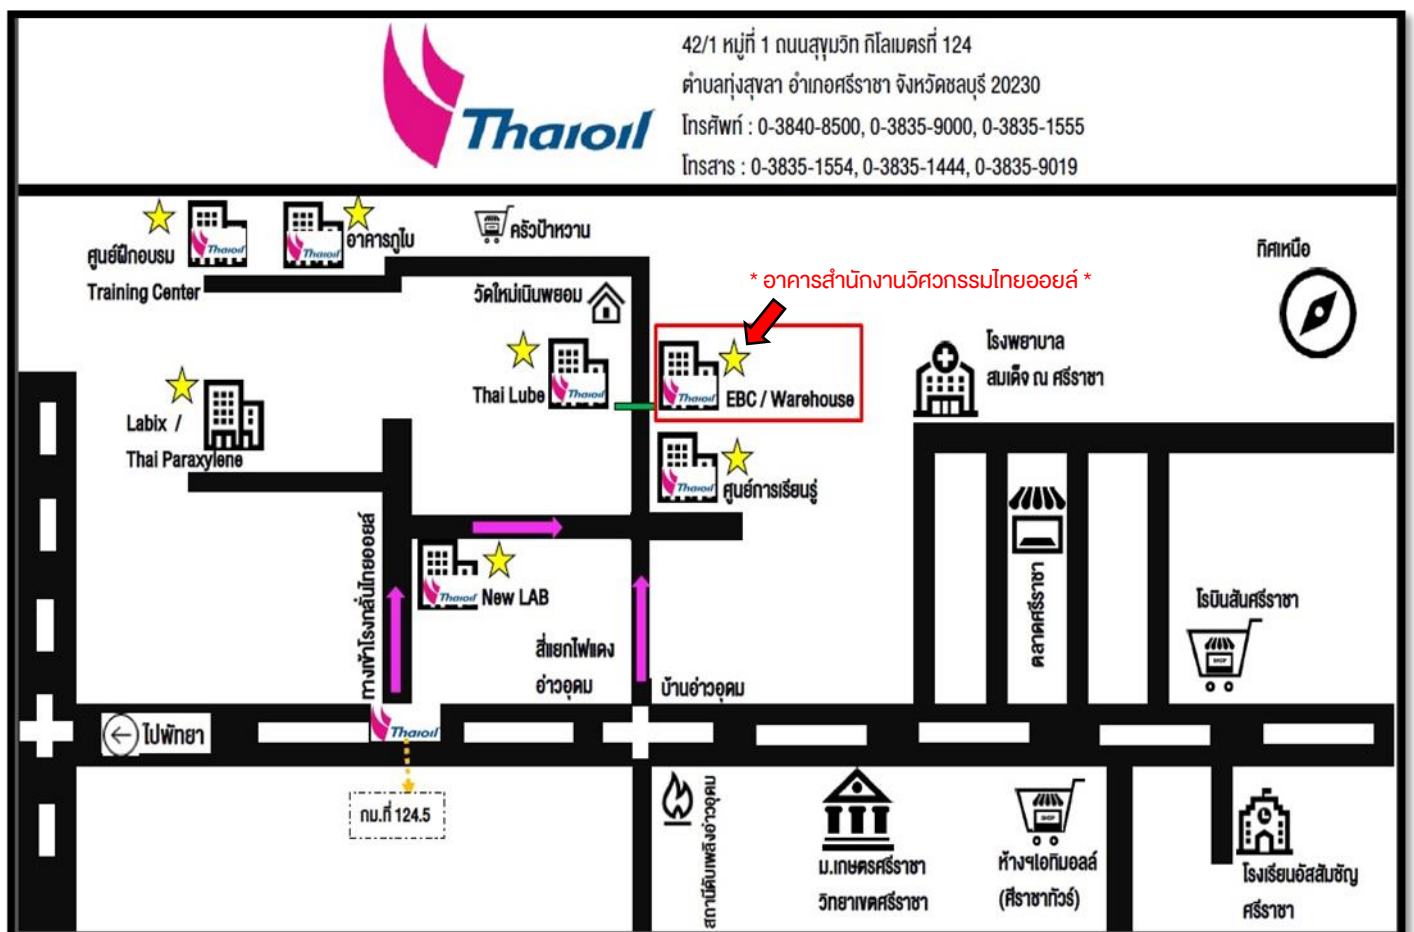 Thaioil
42/1 หมู่ที่ 1 ถนนสุขุมวิท กิโลเมตรที่ 124
ตำบลทุ่งสุขลา อำเภอศรีราชา จังหวัดชลบุรี 20230
โทรศัพท์ : 0-3840-8500, 0-3835-9000, 0-3835-1555
โทรสาร : 0-3835-1554, 0-3835-1444, 0-3835-9019
ศูนย์ฝึกอบรม
Training Center
Thaioil
Thaioil
อาคารภูไบ
ครัวป้าหวาน
ทิศเหนือ
* อาคารสำนักงานวิศวกรรมไทยออยล์ *
วัดใหม่เนินพยอม
Thai Lube
Thaioil
Thaioil
EBC / Warehouse
โรงพยาบาล
สมเด็จ ณ ศรีราชา
Labix /
Thai Paraxylene
Thaioil
ศูนย์การเรียนรู่
ทางเข้าโรงกลั่นไทยออยล์
Thaioil
New LAB
สี่แยกไฟแดง
อ่าวอุดม
บ้านอ่าวอุดม
ตลาดศรีราชา
โรบินสันศรีราชา
SHOP
ไปพัทยา
Thaioil
กม.ที่ 124.5
สถานีดับเพลิงอ่าวอุดม
ม.เกษตรศรีราชา
วิทยาเขตศรีราชา
SHOP
ห้างฯเอทิมอลล์
(ศีราชาทัวร์)
โรงเรียนอัสสัมชัญ
ศรีราชา